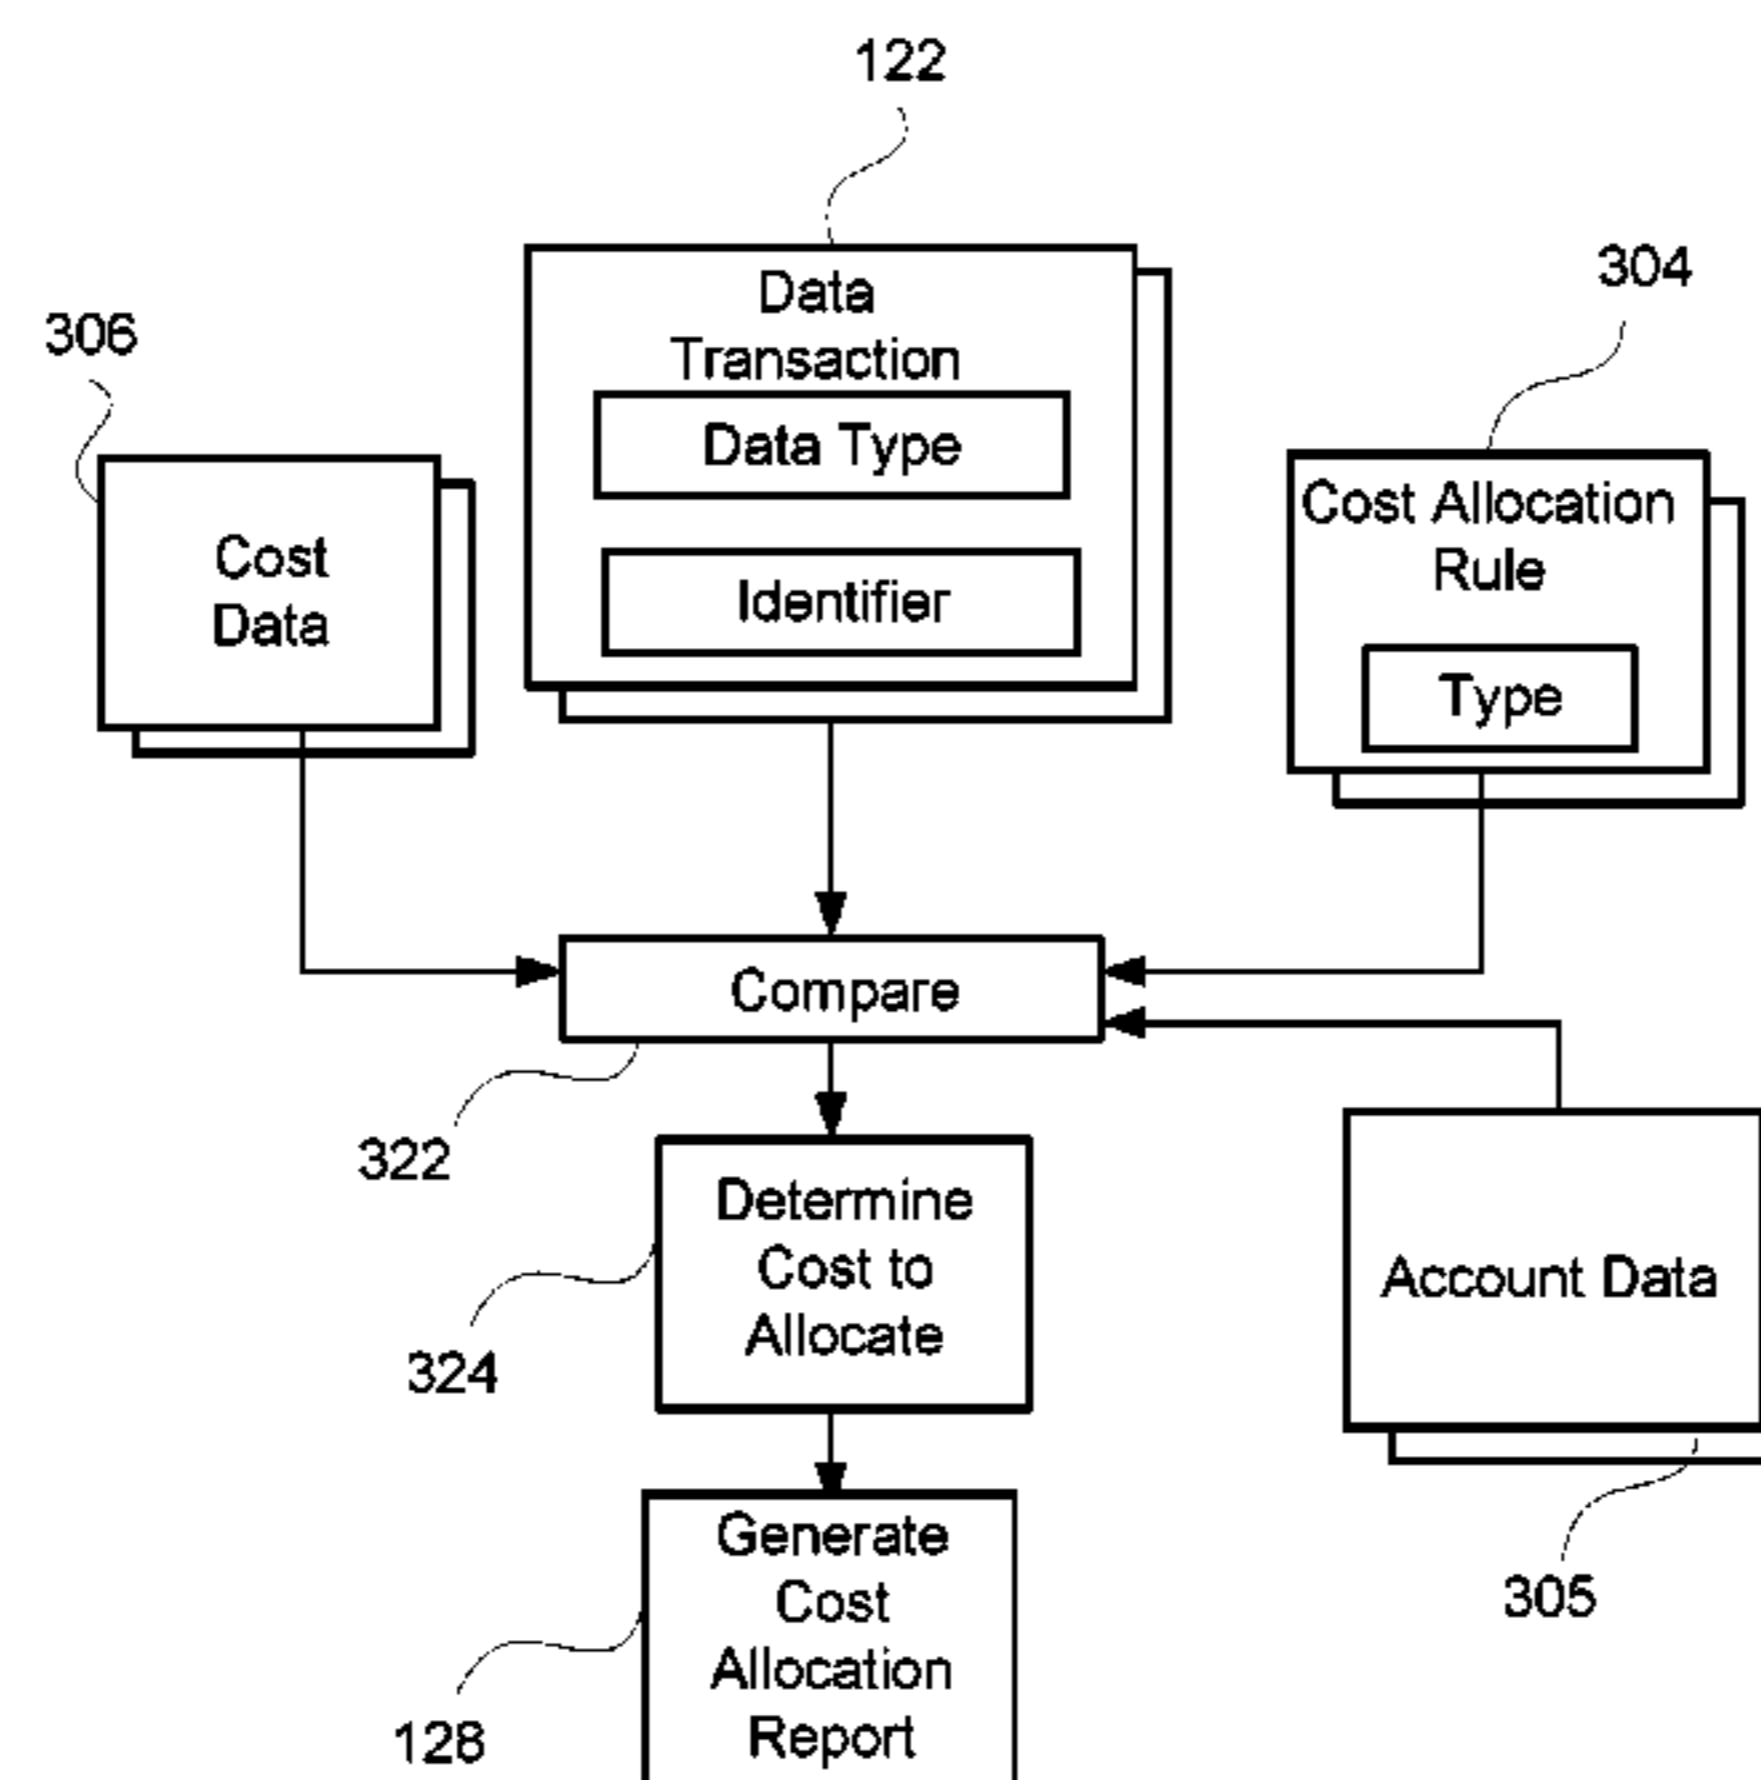 122
304
306
Data
Transaction
Data Type
Identifier
Cost
Data
Cost Allocation
Rule
Type
Compare
322
Determine
Cost to
Allocate
324
Account Data
305
Generate
Cost
Allocation
Report
128